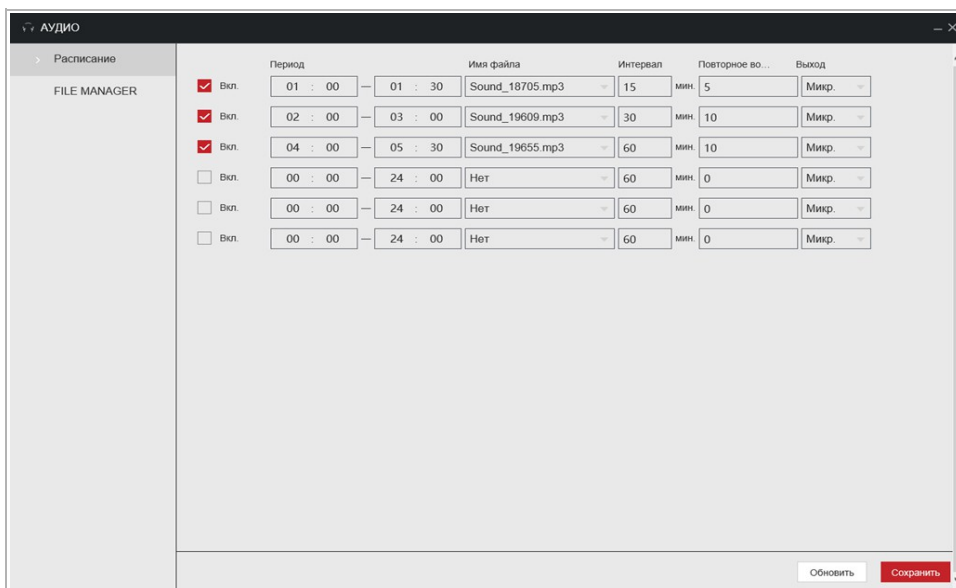 АУДИО
Расписание
FILE MANAGER
Период Имя файла Интервал Повторное во... Выход
Вкл. 01 : 00 — 01 : 30 Sound_18705.mp3 15 мин. 5 Микр.
Вкл. 02 : 00 — 03 : 00 Sound_19609.mp3 30 мин. 10 Микр.
Вкл. 04 : 00 — 05 : 30 Sound_19655.mp3 60 мин. 10 Микр.
Вкл. 00 : 00 — 24 : 00 Нет 60 мин. 0 Микр.
Вкл. 00 : 00 — 24 : 00 Нет 60 мин. 0 Микр.
Вкл. 00 : 00 — 24 : 00 Нет 60 мин. 0 Микр.
Обновить Сохранить